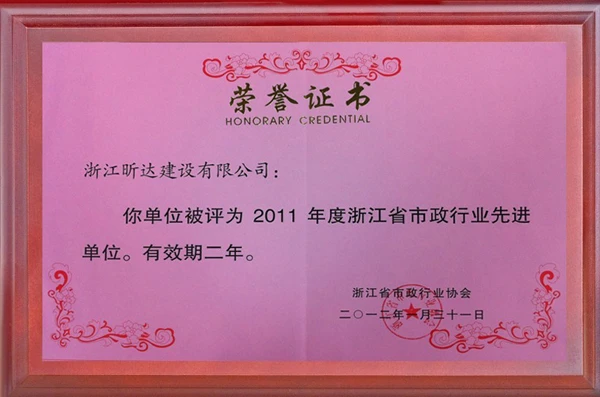 荣誉证书
HONORARY CREDENTIAL
浙江昕达建设有限公司：
你单位被评为 2011 年度浙江省市政行业先进
单位。有效期二年。
浙江省市政行业协会
二〇一二年一月三十一日